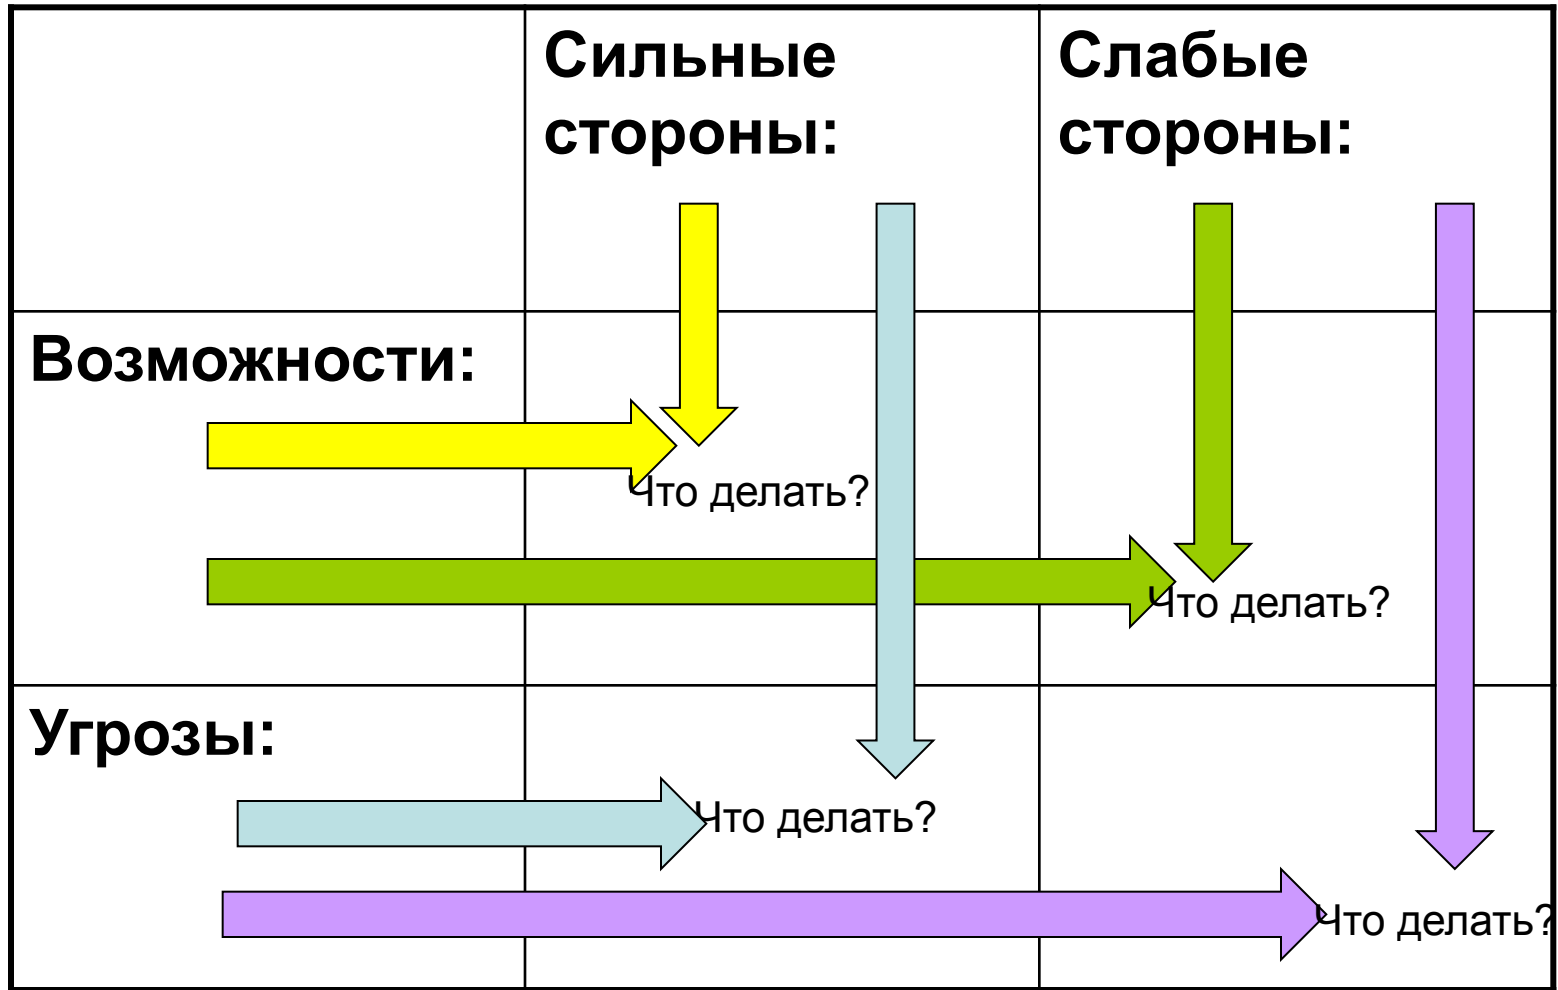 Сильные
стороны:
Слабые
стороны:
Возможности:
Что делать?
Что делать?
Угрозы:
Что делать?
Что делать?